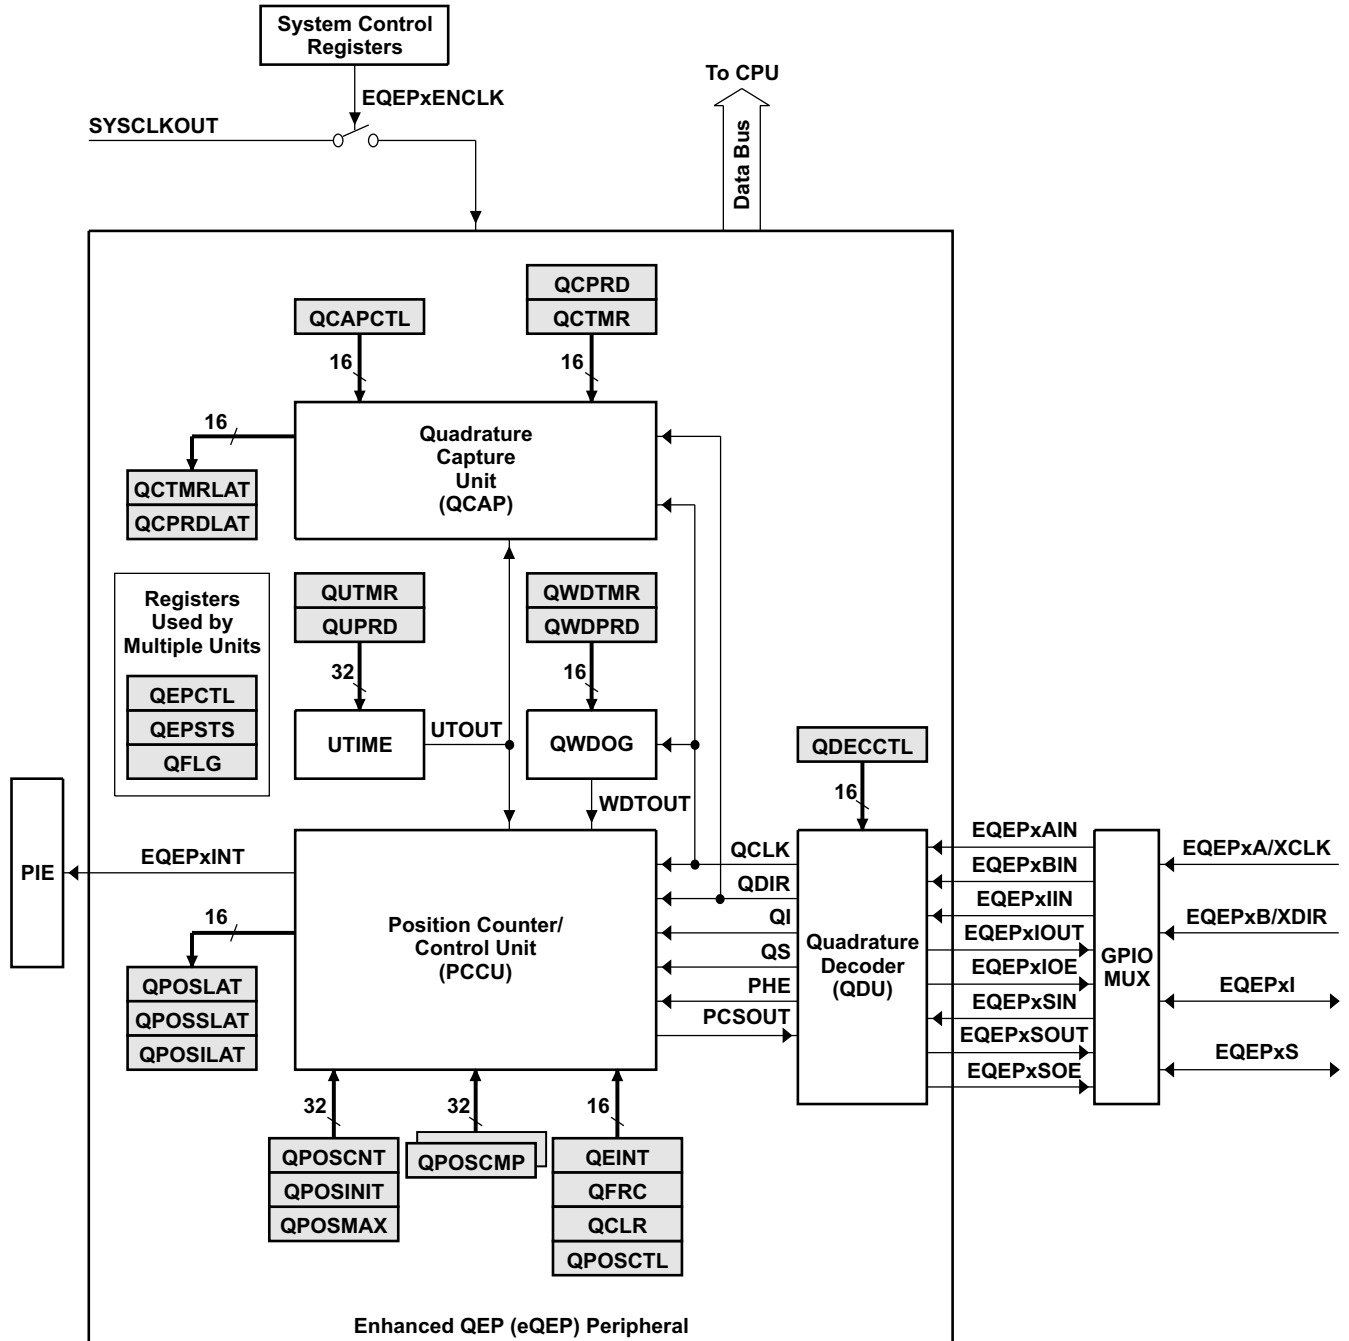 System Control
Registers
To CPU
EQEPxENCLK
SYSCLKOUT
Data Bus
QCPRD
QCAPCTL
QCTMR
16
16
16
Quadrature
Capture
Unit
(QCAP)
QCTMRLAT
QCPRDLAT
Registers
Used by
Multiple Units
QEPCTL
QEPSTS
QFLG
QUTMR
QUPRD
QWDTMR
QWDPRD
32
16
UTIME
UTOUT
QWDOG
QDECCTL
WDTOUT
16
PIE
EQEPxINT
QCLK
QDIR
QI
QS
PHE
PCSOUT
Position Counter/
Control Unit
(PCCU)
Quadrature
Decoder
(QDU)
EQEPxAIN
EQEPxBIN
EQEPxIIN
EQEPxIOUT
EQEPxIOE
EQEPxSIN
EQEPxSOUT
EQEPxSOE
GPIO
MUX
EQEPxA/XCLK
EQEPxB/XDIR
EQEPxI
EQEPxS
16
QPOSLAT
QPOSSLAT
QPOSILAT
32
32
16
QPOSCNT
QPOSINIT
QPOSMAX
QPOSCMP
QEINT
QFRC
QCLR
QPOSCTL
Enhanced QEP (eQEP) Peripheral